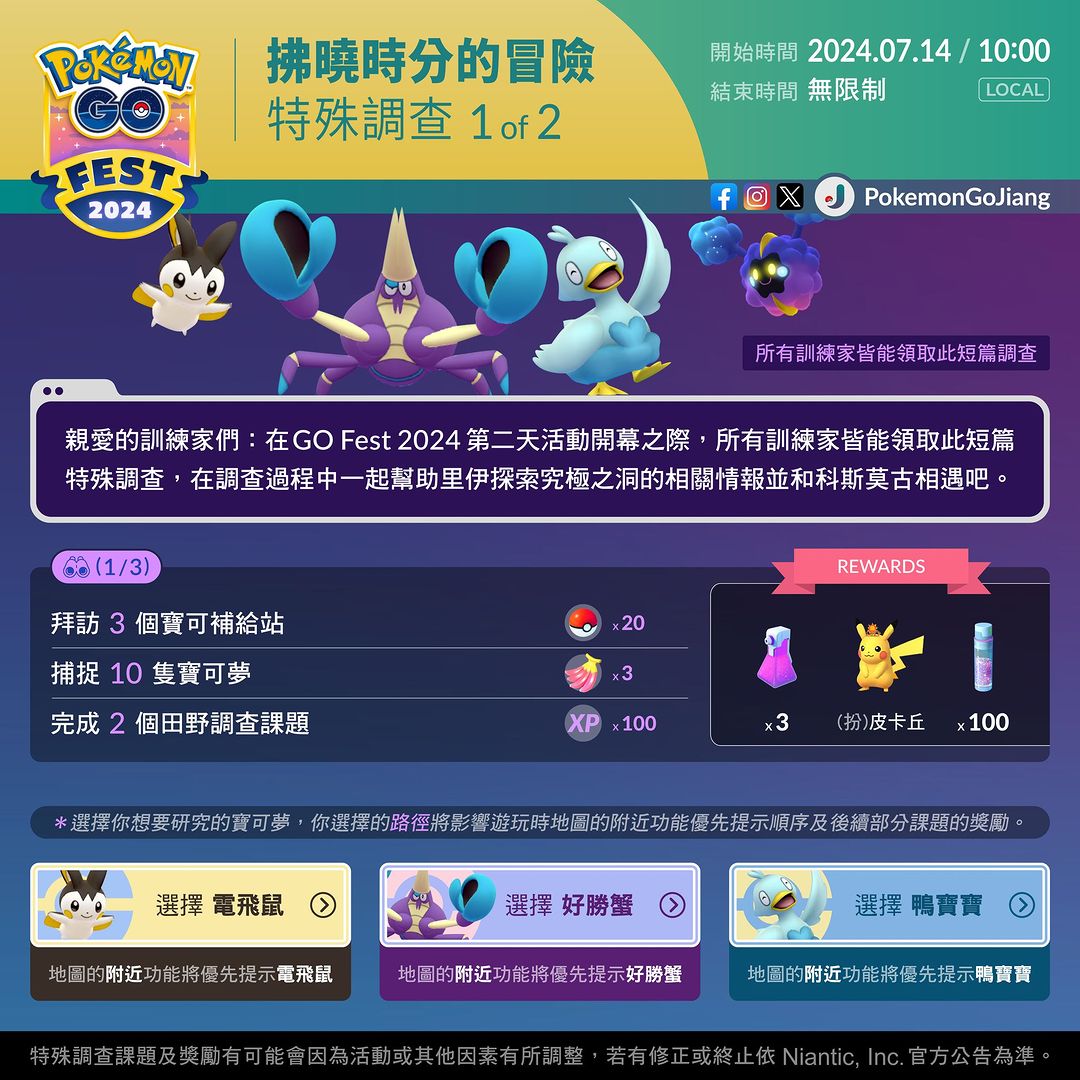 Pokémon
GO
FEST
2024
拂曉時分的冒險
特殊調查 1 of 2
開始時間 2024.07.14 / 10:00
結束時間 無限制
LOCAL
PokemonGoJiang
所有訓練家皆能領取此短篇調查
親愛的訓練家們：在GO Fest 2024 第二天活動開幕之際，所有訓練家皆能領取此短篇
特殊調查，在調查過程中一起幫助里伊探索究極之洞的相關情報並和科斯莫古相遇吧。
(1/3)
拜訪 3 個寶可補給站
x20
捕捉 10 隻寶可夢
x3
完成 2 個田野調查課題
XP x100
REWARDS
x3
(扮)皮卡丘
x100
＊選擇你想要研究的寶可夢，你選擇的路徑將影響遊玩時地圖的附近功能優先提示順序及後續部分課題的獎勵。
選擇 電飛鼠
地圖的附近功能將優先提示電飛鼠
選擇 好勝蟹
地圖的附近功能將優先提示好勝蟹
選擇 鴨寶寶
地圖的附近功能將優先提示鴨寶寶
特殊調查課題及獎勵有可能會因為活動或其他因素有所調整，若有修正或終止依 Niantic, Inc. 官方公告為準。